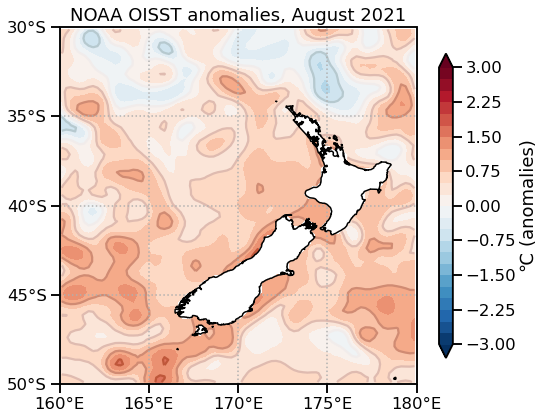 NOAA OISST anomalies, August 2021
30°S
35°S
40°S
45°S
50°S
160°E
165°E
170°E
175°E
180°E
3.00
2.25
1.50
0.75
0.00
−0.75
−1.50
−2.25
−3.00
°C (anomalies)